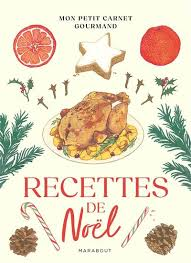 MON PETIT CARNET
GOURMAND
RECETTES
DE
Noël
MARABOUT